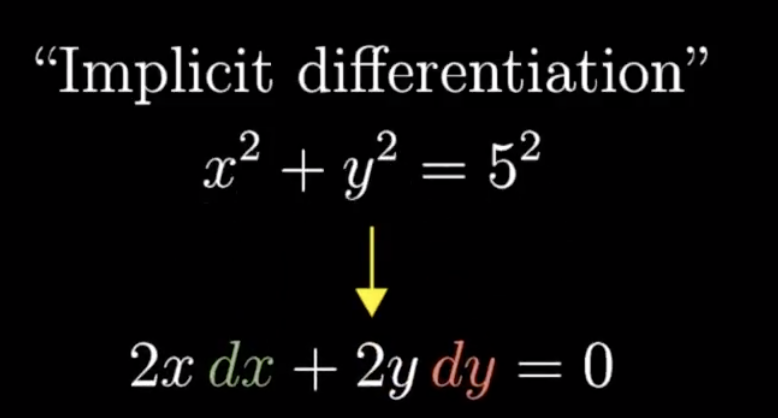 “Implicit differentiation”
x² + y² = 5²
2x dx + 2y dy = 0